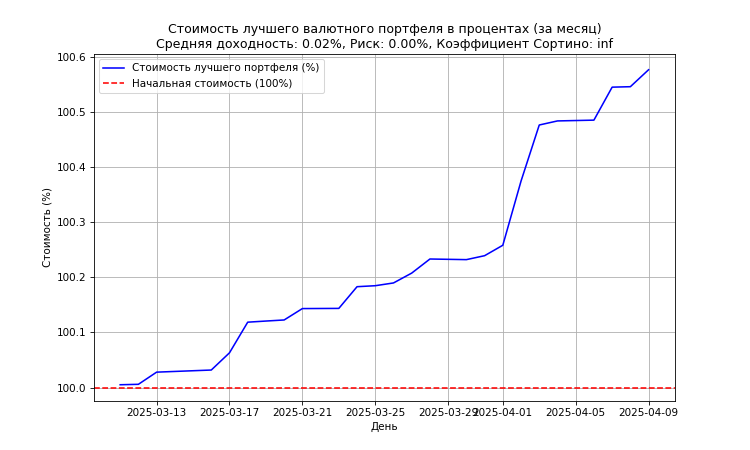 Стоимость лучшего валютного портфеля в процентах (за месяц)
Средняя доходность: 0.02%, Риск: 0.00%, Коэффициент Сортино: inf
Стоимость лучшего портфеля (%)
Начальная стоимость (100%)
Стоимость (%)
100.6
100.5
100.4
100.3
100.2
100.1
100.0
2025-03-13
2025-03-17
2025-03-21
2025-03-25
2025-03-29
2025-04-01
2025-04-05
2025-04-09
День